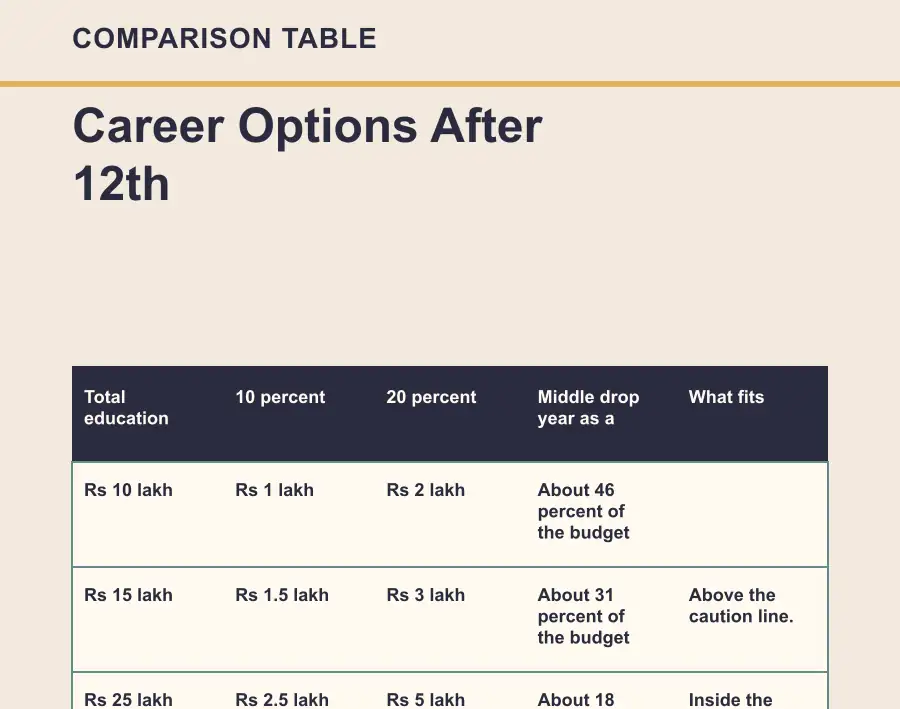 COMPARISON TABLE
Career Options After
12th
Total education	10 percent	20 percent	Middle drop year as a	What fits
Rs 10 lakh	Rs 1 lakh	Rs 2 lakh	About 46 percent of the budget
Rs 15 lakh	Rs 1.5 lakh	Rs 3 lakh	About 31 percent of the budget	Above the caution line.
Rs 25 lakh	Rs 2.5 lakh	Rs 5 lakh	About 18	Inside the